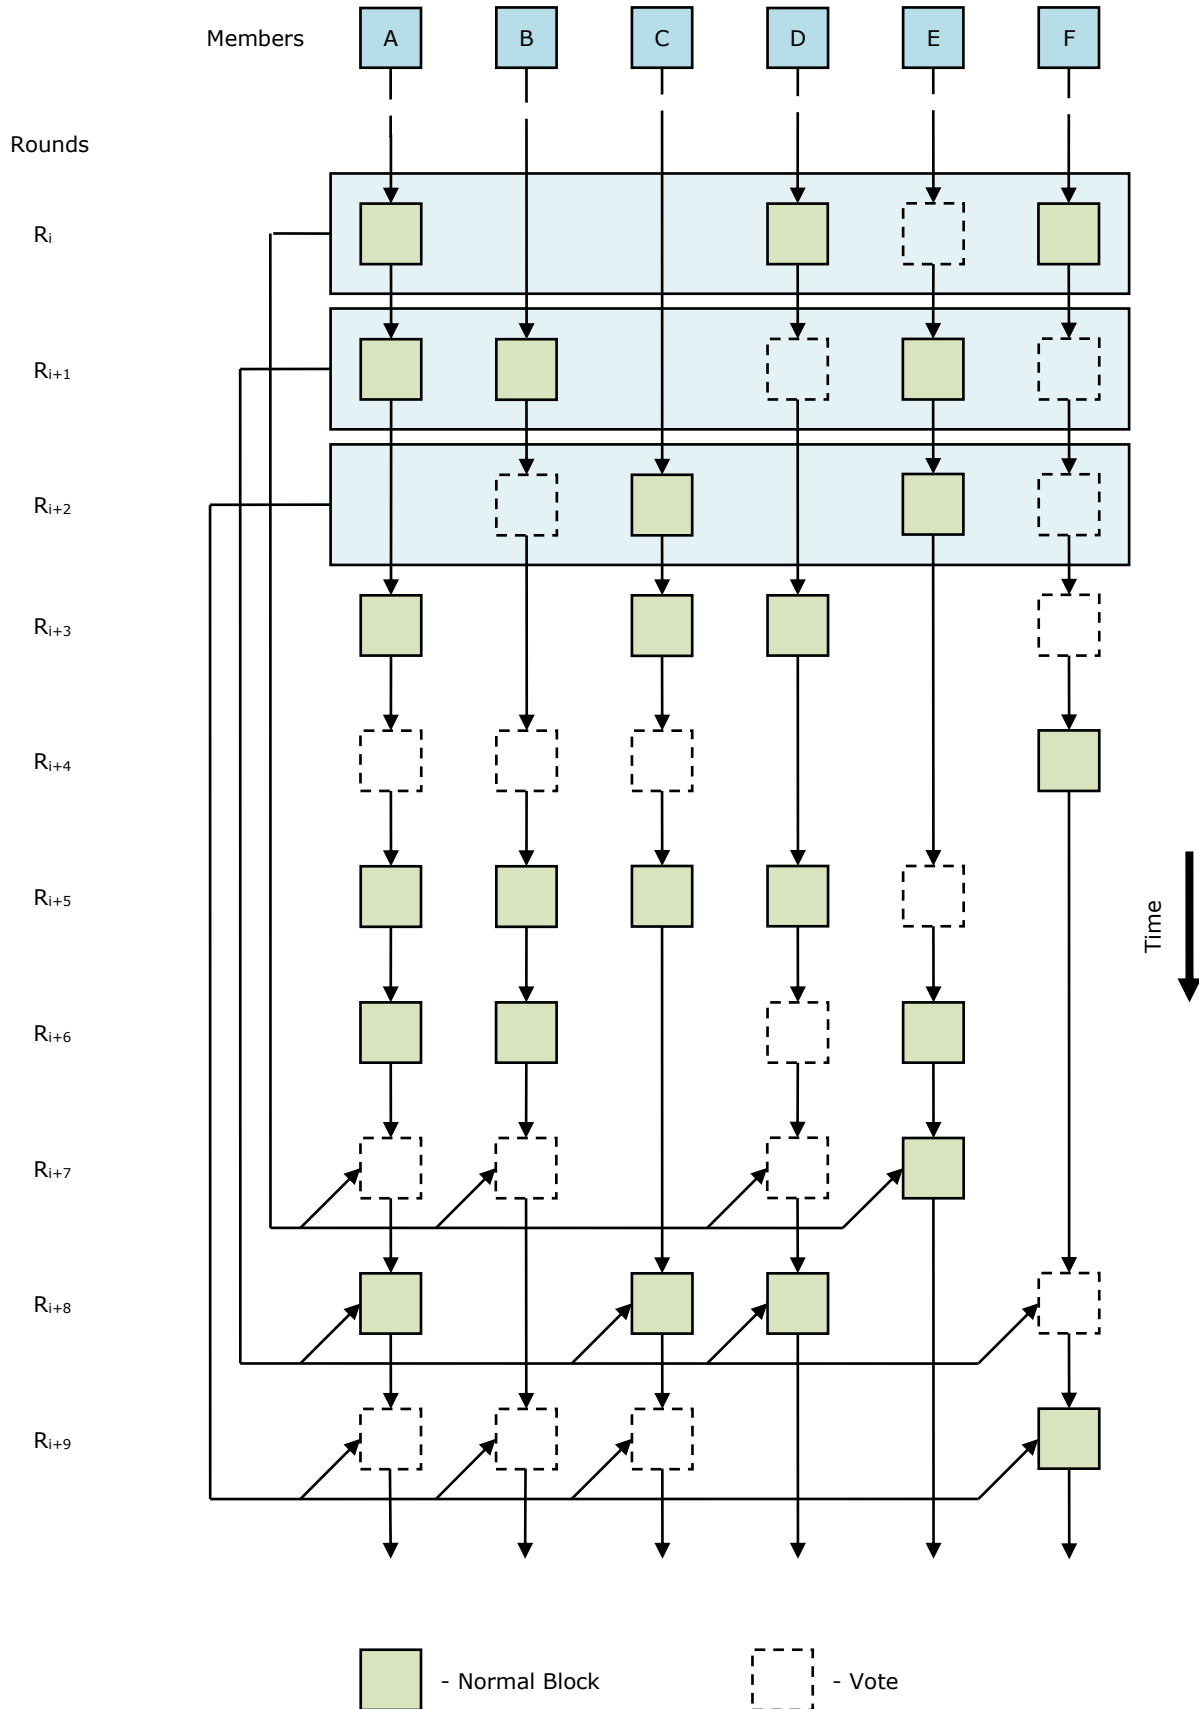 Members A B C D E F
Rounds
Ri
Ri+1
Ri+2
Ri+3
Ri+4
Ri+5
Time
Ri+6
Ri+7
Ri+8
Ri+9
- Normal Block - Vote